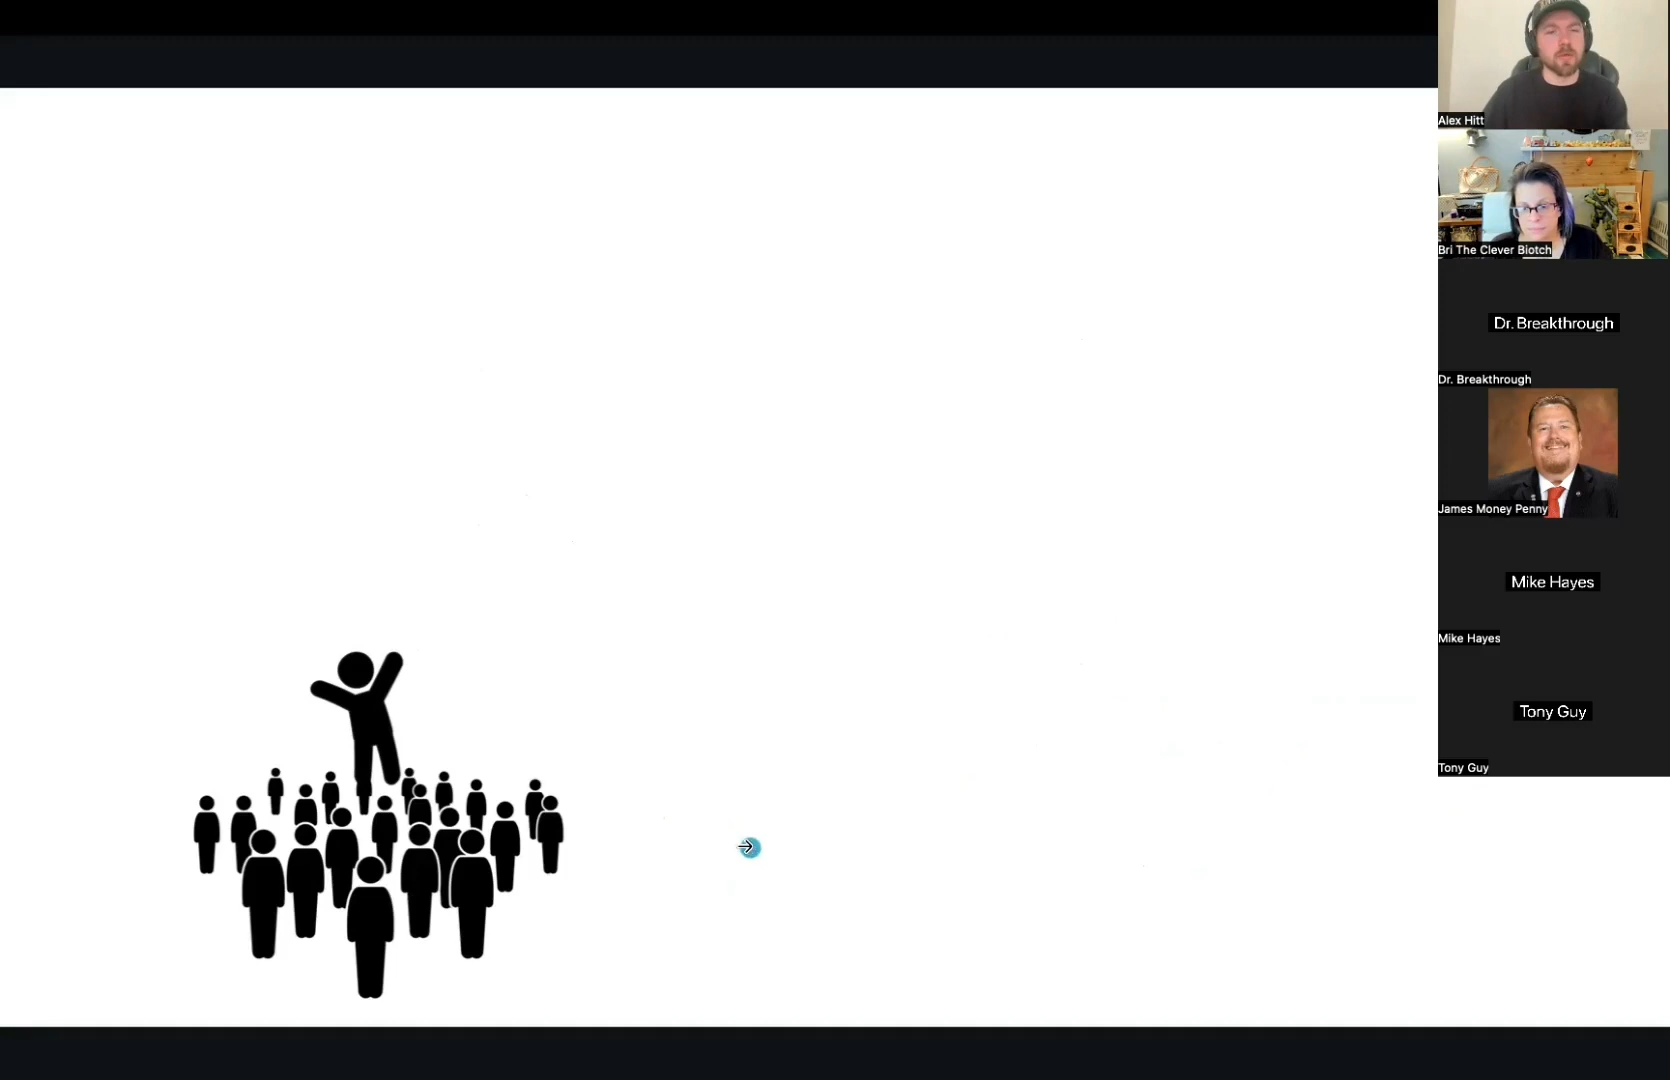 Alex Hitt
Bri The Clever Biotch
Dr. Breakthrough
Dr. Breakthrough
James Money Penny
Mike Hayes
Mike Hayes
Tony Guy
Tony Guy